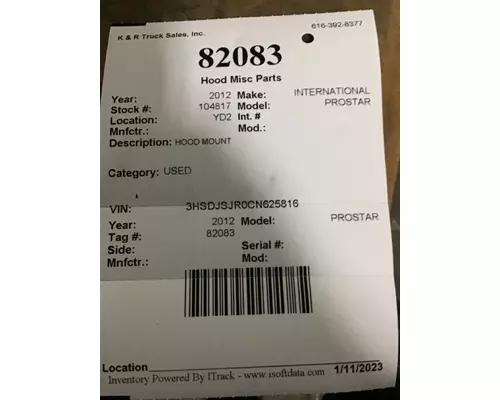 K & R Truck Sales, Inc. 616-392-8377
82083
Hood Misc Parts
Year: 2012 Make: INTERNATIONAL
Stock #: 104817 Model: PROSTAR
Location: YD2 Int. #
Mnfctr.: Mod.:
Description: HOOD MOUNT
Category: USED
VIN: 3HSDJSJR0CN625816
Year: 2012 Model: PROSTAR
Tag #: 82083
Side: Serial #:
Mnfctr.: Mod:
Location
Inventory Powered By ITrack - www.isoftdata.com 1/11/2023